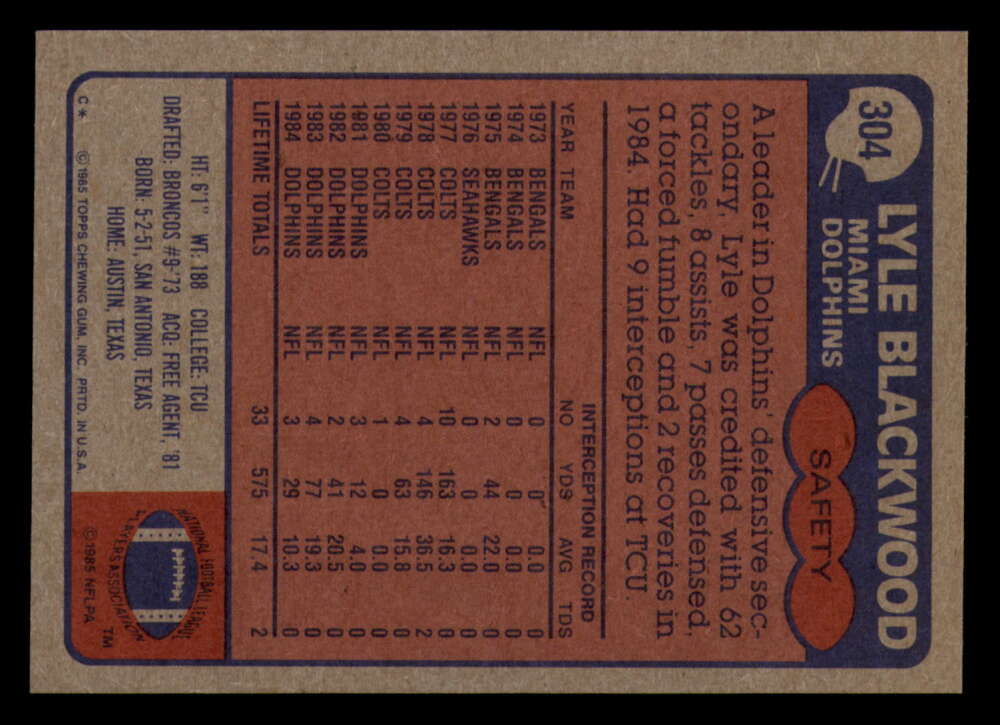 304
LYLE BLACKWOOD
MIAMI
DOLPHINS
SAFETY
A leader in Dolphins' defensive sec-
ondary, Lyle was credited with 62
tackles, 8 assists, 7 passes defensed,
a forced fumble and 2 recoveries in
1984. Had 9 interceptions at TCU.
INTERCEPTION RECORD
YEAR TEAM NO YDS AVG TDS
1973 BENGALS NFL 0 0 0.0 0
1974 BENGALS NFL 0 0 0.0 0
1975 BENGALS NFL 2 44 22.0 0
1976 SEAHAWKS NFL 0 0 0.0 0
1977 COLTS NFL 10 163 16.3 0
1978 COLTS NFL 4 146 36.5 2
1979 COLTS NFL 4 63 15.8 0
1980 COLTS NFL 1 0 0.0 0
1981 DOLPHINS NFL 3 12 4.0 0
1982 DOLPHINS NFL 2 41 20.5 0
1983 DOLPHINS NFL 4 77 19.3 0
1984 DOLPHINS NFL 3 29 10.3 0
LIFETIME TOTALS 33 575 17.4 2
HT: 6'1" WT: 188 COLLEGE: TCU
DRAFTED: BRONCOS #9-'73 ACQ: FREE AGENT, '81
BORN: 5-2-51, SAN ANTONIO, TEXAS
HOME: AUSTIN, TEXAS
C* ©1985 TOPPS CHEWING GUM, INC. PRTD. IN U.S.A.
NATIONAL FOOTBALL LEAGUE
PLAYERS ASSOCIATION
TM
©1985 NFLPA